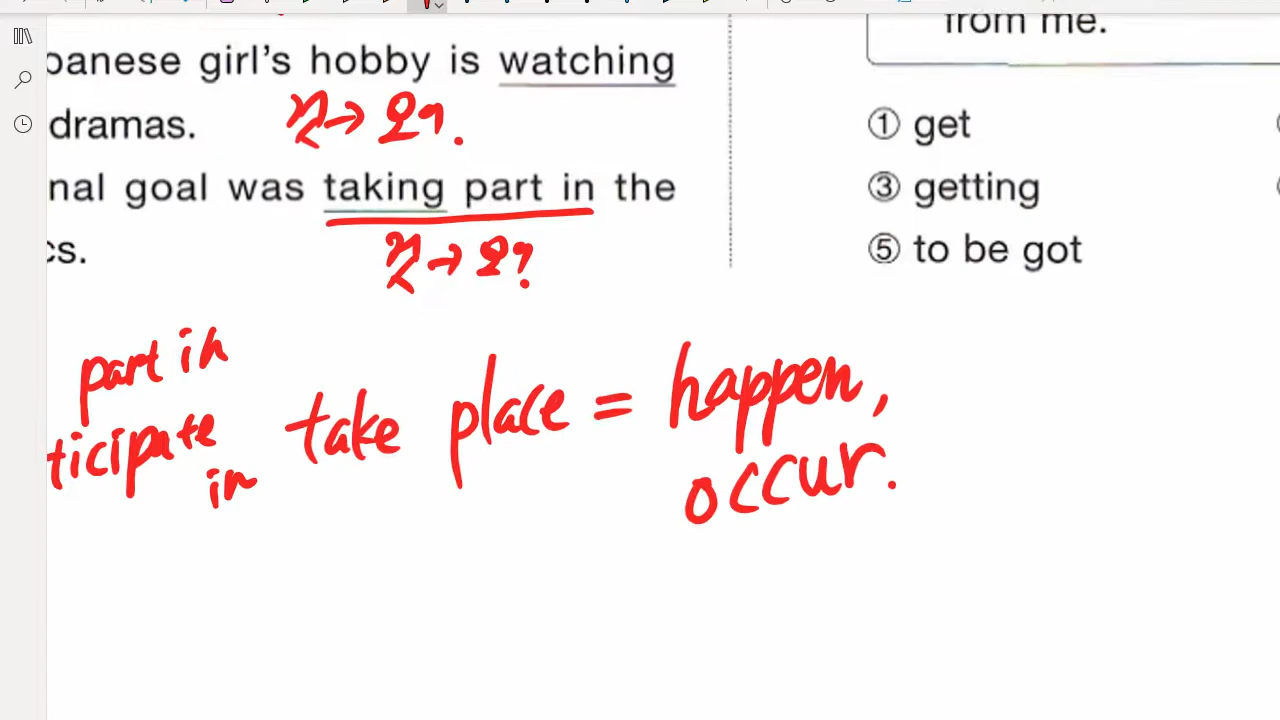 panese girl's hobby is watching
dramas.
nal goal was taking part in the
cs.
from me.
① get
③ getting
⑤ to be got
part in
ticipate
in
take place = happen,
occur.